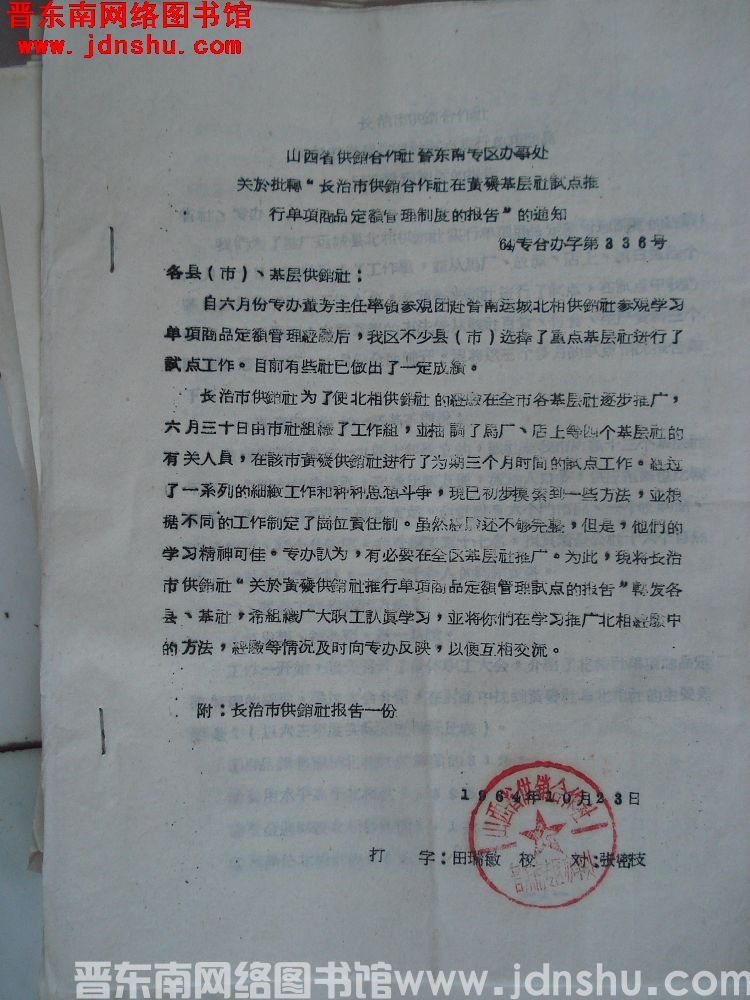 晋东南网络图书馆
www.jdnshu.com
山西省供銷合作社晉东南专区办事处
关於批轉"长治市供銷合作社在黃碾基层社試点推
行单項商品定額管理制度的报告"的通知
64专合办字第336号
各县(市)、基层供銷社：
自六月份专办董芳主任率領参观团赴晉南运城北相供銷社参观学习
单項商品定額管理經驗后，我区不少县(市)选择了重点基层社进行了
試点工作。目前有些社已做出了一定成績。
长治市供銷社为了使北相供銷社的經驗在全市各基层社逐步推广，
六月三十日由市社組織了工作組，並抽調了局厂、店上等四个基层社的
有关人員，在該市黃碾供銷社进行了为期三个月时間的試点工作。經过
了一系列的細緻工作和种种思想斗爭，現已初步摸索到一些方法，並根
据不同的工作制定了崗位責任制。虽然經驗还不够完整，但是，他們的
学习精神可佳。专办認为，有必要在全区基层社推广。为此，現将长治
市供銷社"关於黃碾供銷社推行单項商品定額管理試点的报告"轉发各
县、基社，希組織广大职工認眞学习，並将你們在学习推广北相經驗中
的方法，經驗等情况及时向专办反映，以便互相交流。
附：长治市供銷社报告一份
1964年10月23日
山西省供销合作社
打 字：田瑞敏 校 对：張密枝
晋东南网络图书馆www.jdnshu.com